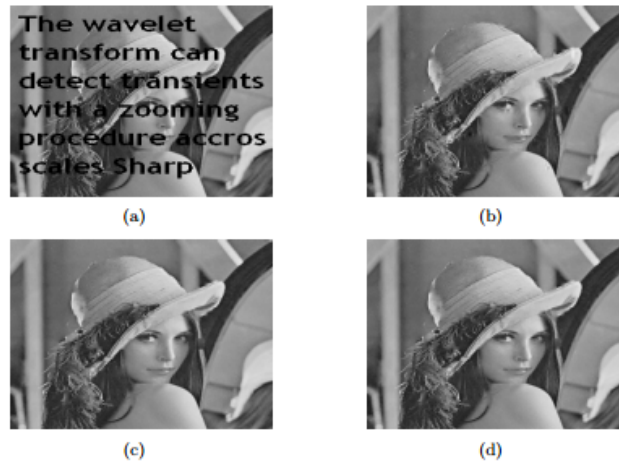 The wavelet
transform can
detect transients
with a zooming
procedure accros
scales Sharp
(a)
(b)
(c)
(d)